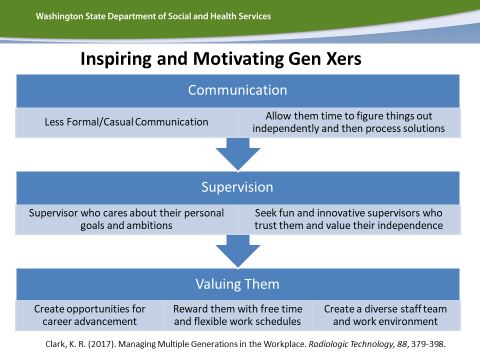 Washington State Department of Social and Health Services
Inspiring and Motivating Gen Xers
Communication
Less Formal/Casual Communication
Allow them time to figure things out
independently and then process solutions
Supervision
Supervisor who cares about their personal
goals and ambitions
Seek fun and innovative supervisors who
trust them and value their independence
Valuing Them
Create opportunities for
career advancement
Reward them with free time
and flexible work schedules
Create a diverse staff team
and work environment
Clark, K. R. (2017). Managing Multiple Generations in the Workplace. Radiologic Technology, 88, 379-398.